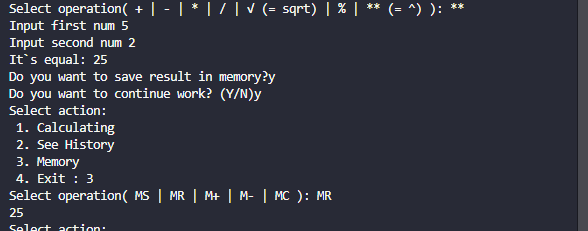 Select operation( + | - | * | / | √ (= sqrt) | % | ** (= ^) ): **
Input first num 5
Input second num 2
It`s equal: 25
Do you want to save result in memory?y
Do you want to continue work? (Y/N)y
Select action:
 1. Calculating
 2. See History
 3. Memory
 4. Exit : 3
Select operation( MS | MR | M+ | M- | MC ): MR
25
Select action: